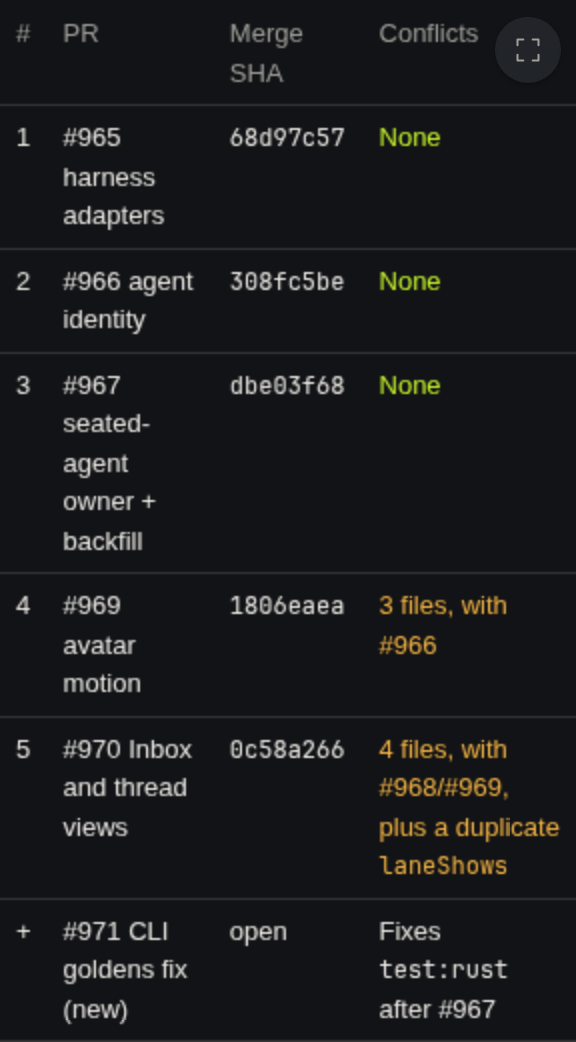 # PR Merge SHA Conflicts
1 #965 harness adapters 68d97c57 None
2 #966 agent identity 308fc5be None
3 #967 seated-agent owner + backfill dbe03f68 None
4 #969 avatar motion 1806eaea 3 files, with #966
5 #970 Inbox and thread views 0c58a266 4 files, with #968/#969, plus a duplicate laneShows
+ #971 CLI goldens fix (new) open Fixes test:rust after #967